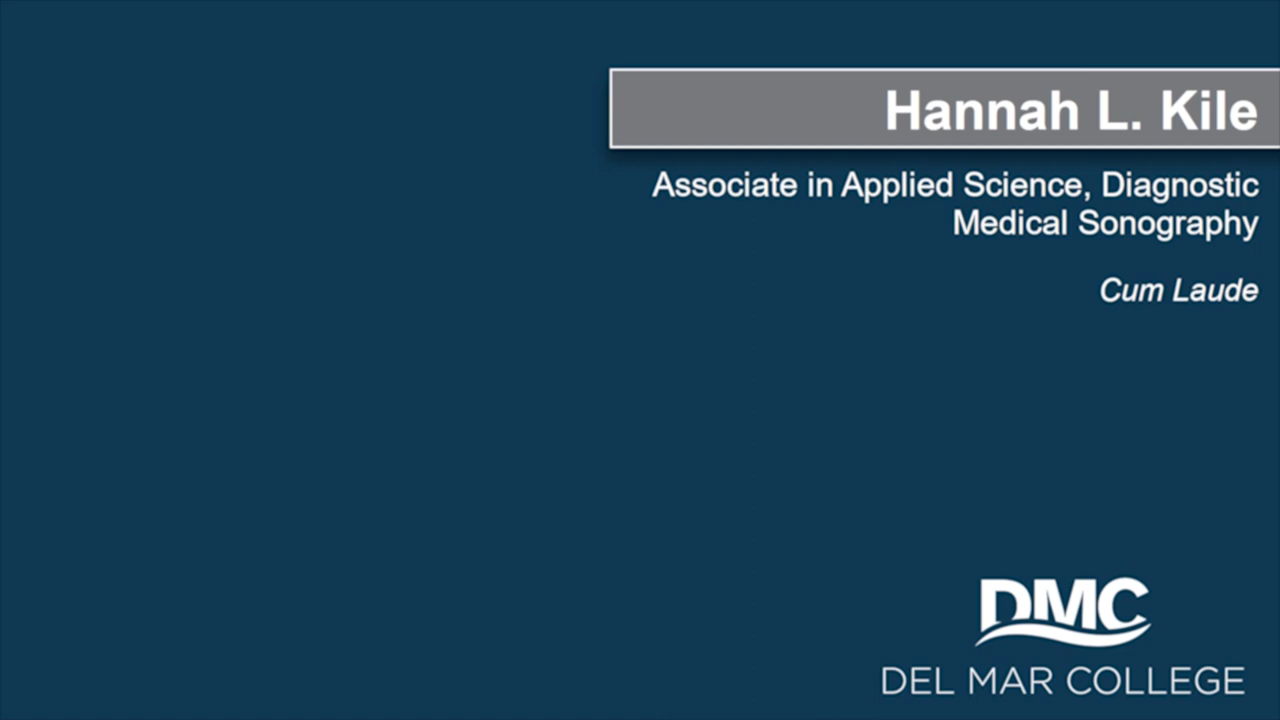 Hannah L. Kile
Associate in Applied Science, Diagnostic
Medical Sonography
Cum Laude
DMC
DEL MAR COLLEGE